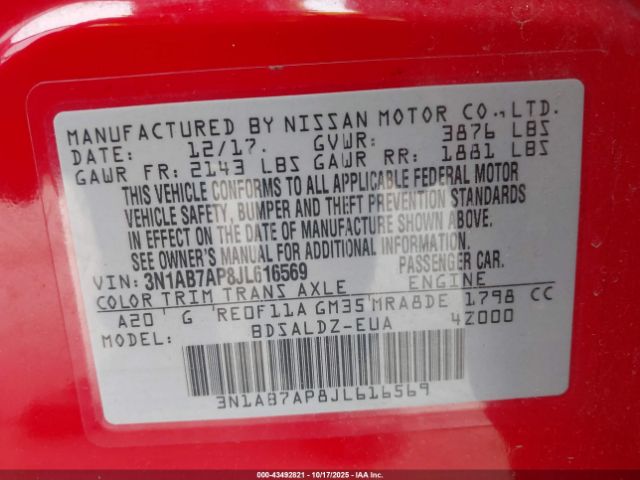 MANUFACTURED BY NISSAN MOTOR CO.,LTD.
DATE: 12/17. GVWR: 3876 LBS
GAWR FR: 2143 LBS GAWR RR: 1881 LBS
THIS VEHICLE CONFORMS TO ALL APPLICABLE FEDERAL MOTOR
VEHICLE SAFETY, BUMPER AND THEFT PREVENTION STANDARDS
IN EFFECT ON THE DATE OF MANUFACTURE SHOWN ABOVE.
SEE OWNER'S MANUAL FOR ADDITIONAL INFORMATION.
VIN: 3N1AB7AP8JL616569 PASSENGER CAR.
COLOR TRIM TRANS AXLE ENGINE
A20 G RE0F11A GM35 MRA8DE 1798 CC
MODEL: BDSALDZ-EUA 4Z000
3N1AB7AP8JL616569
000-43492821 - 10/17/2025 - IAAI.COM